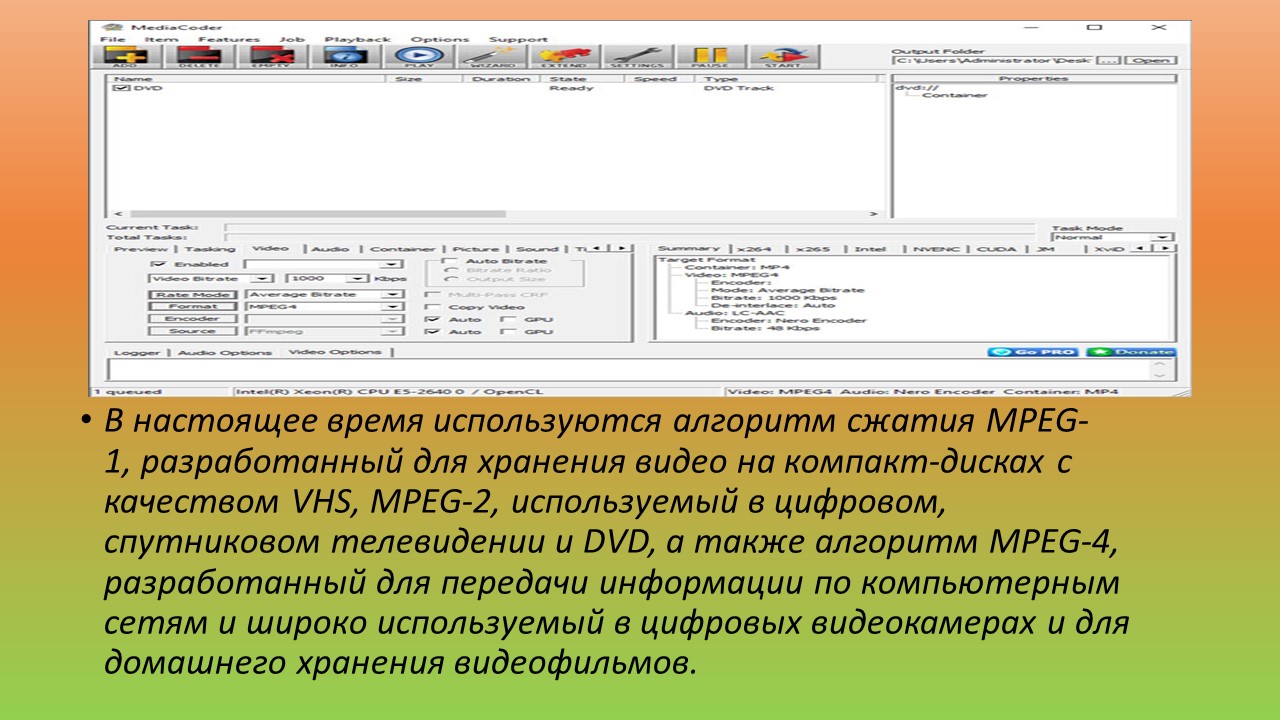 MediaCoder
File Item Features Job Playback Options Support
ADD DELETE EMPTY INFO PLAY WIZARD EXTEND SETTINGS PAUSE START
Output Folder
C:\Users\Administrator\Desk ... Open
Name Size Duration State Speed Type
Properties
DVD Ready DVD Track
dvd://
Container
Current Task:
Total Tasks:
Task Mode
Normal
Preview Tasking Video Audio Container Picture Sound Ti
Summary x264 x265 Intel NVENC CUDA JM XviD
Enabled
Auto Bitrate
Bitrate Ratio
Output Size
Video Bitrate 1000 Kbps
Rate Mode Average Bitrate
Multi-Pass CRF
Format MPEG4
Copy Video
Encoder Auto GPU
Source FFmpeg Auto GPU
Target Format
Container: MP4
Video: MPEG4
Encoder:
Mode: Average Bitrate
Bitrate: 1000 Kbps
De-interlace: Auto
Audio: LC-AAC
Encoder: Nero Encoder
Bitrate: 48 Kbps
Logger Audio Options Video Options
Go PRO Donate
1 queued Intel(R) Xeon(R) CPU E5-2640 0 / OpenCL Video: MPEG4 Audio: Nero Encoder Container: MP4
• В настоящее время используются алгоритм сжатия MPEG-
1, разработанный для хранения видео на компакт-дисках с
качеством VHS, MPEG-2, используемый в цифровом,
спутниковом телевидении и DVD, а также алгоритм MPEG-4,
разработанный для передачи информации по компьютерным
сетям и широко используемый в цифровых видеокамерах и для
домашнего хранения видеофильмов.